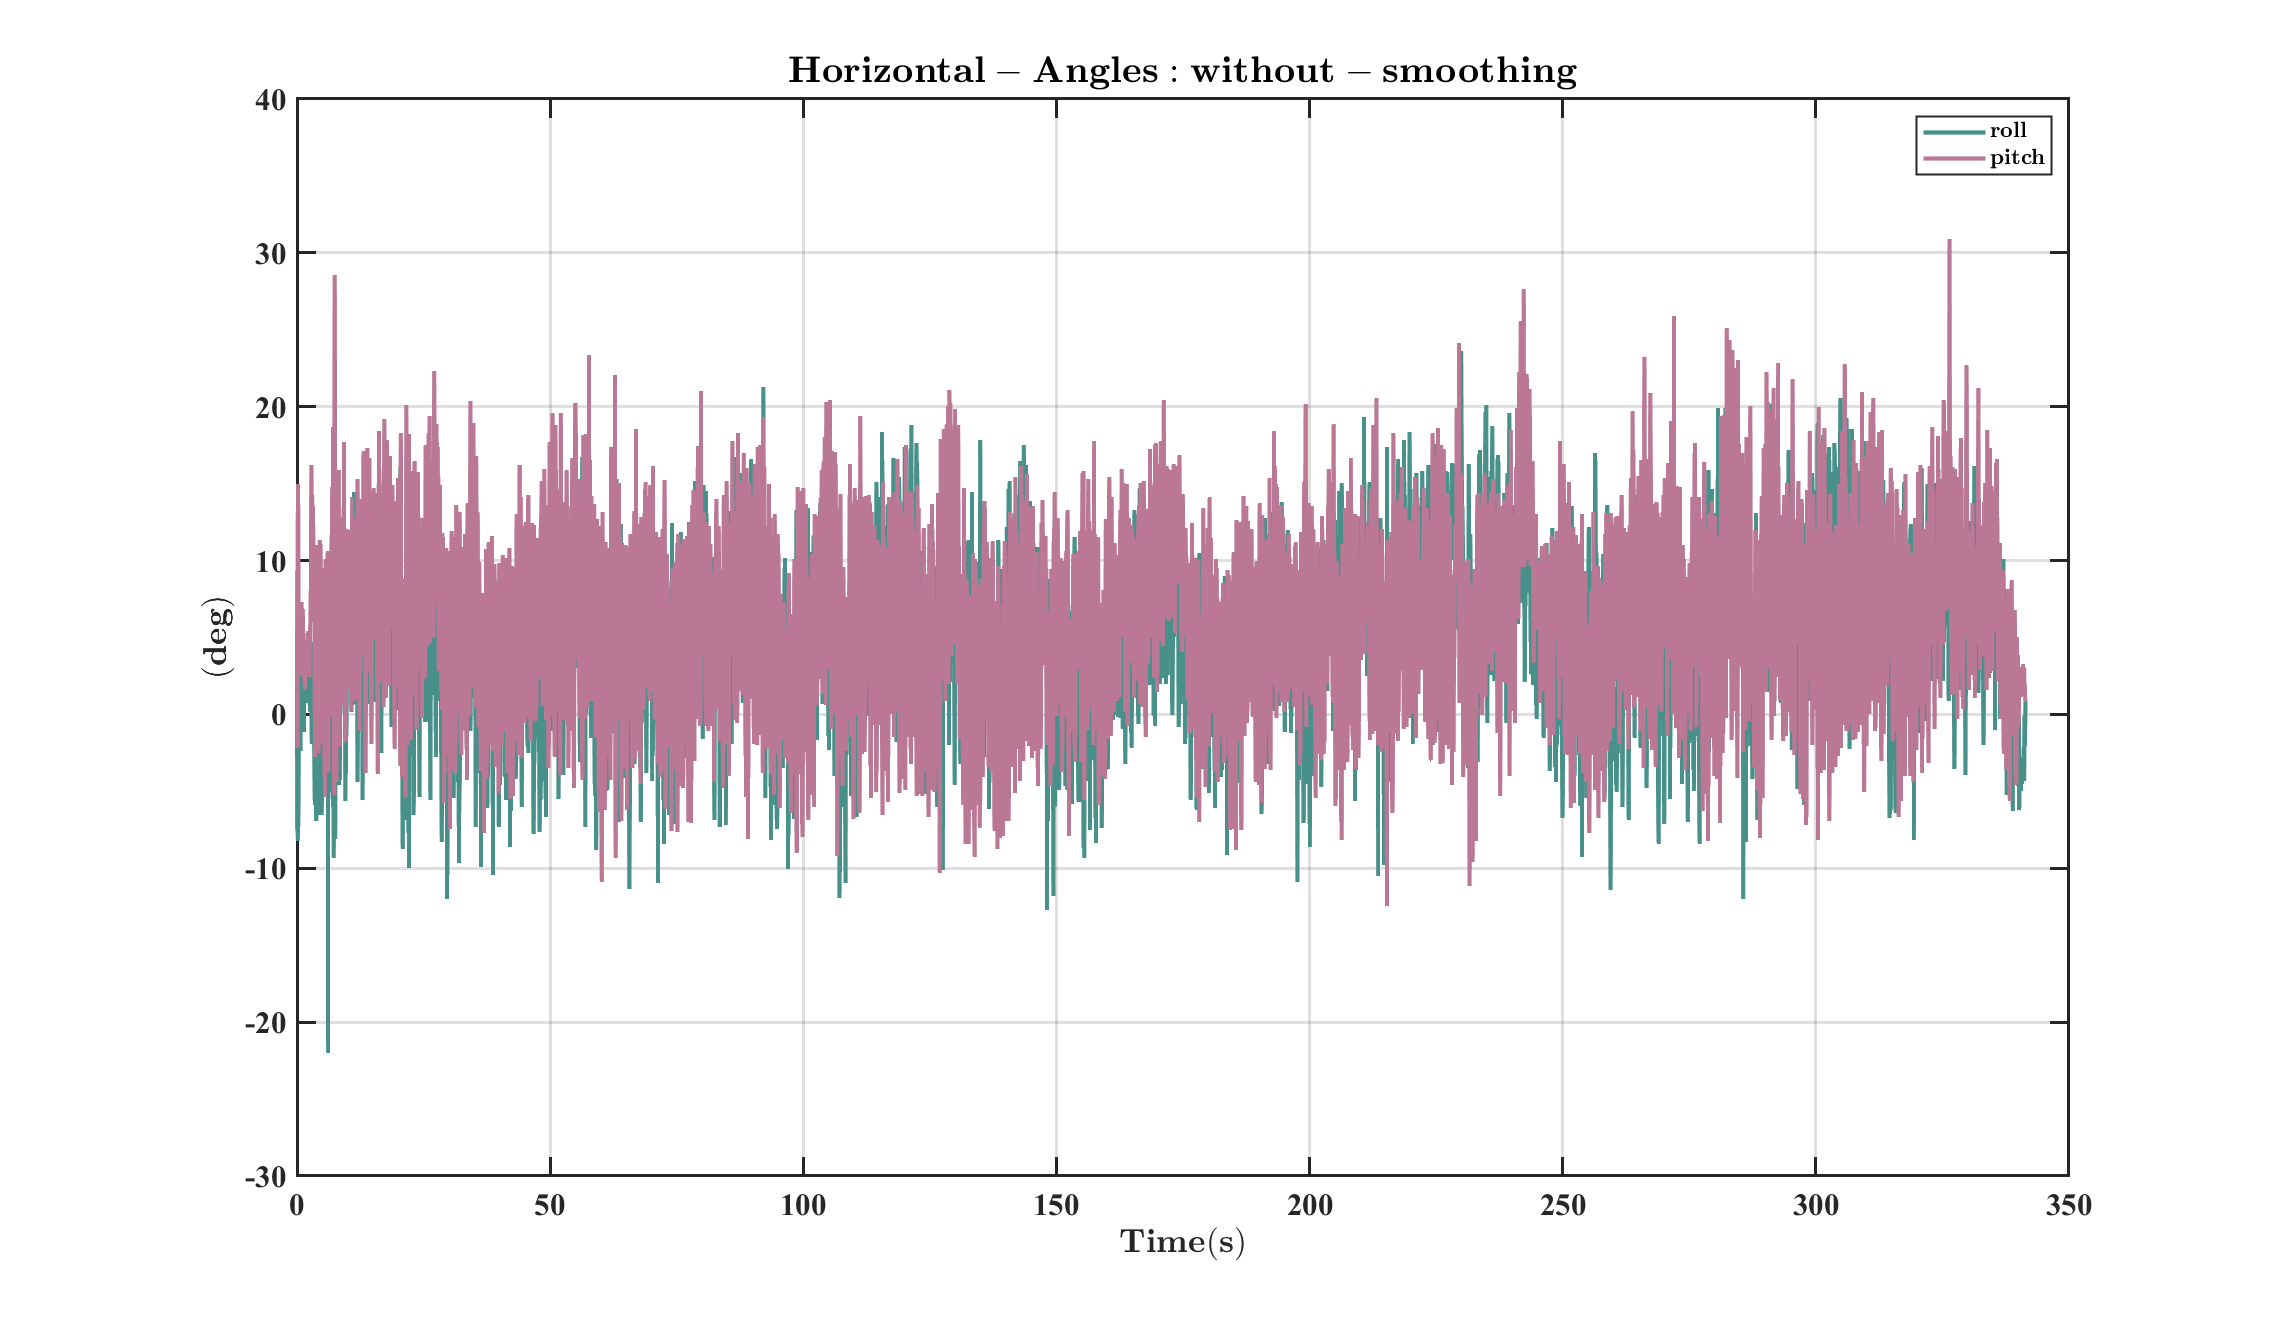 Horizontal – Angles : without – smoothing
40
30
20
10
0
-10
-20
-30
(deg)
roll
pitch
0 50 100 150 200 250 300 350
Time(s)